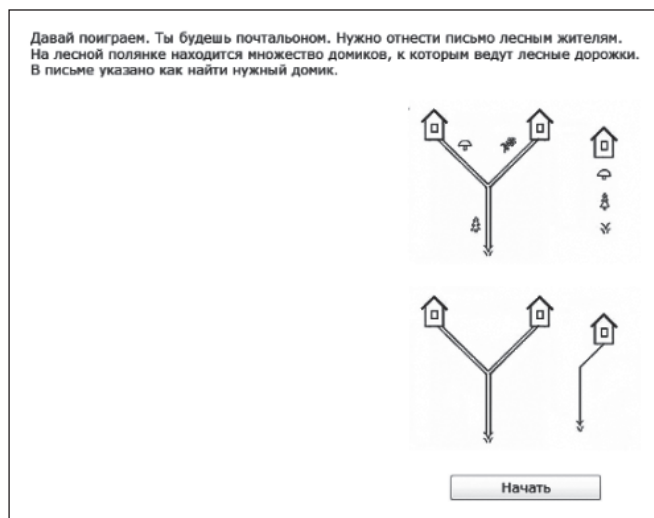 Давай поиграем. Ты будешь почтальоном. Нужно отнести письмо лесным жителям.
На лесной полянке находится множество домиков, к которым ведут лесные дорожки.
В письме указано как найти нужный домик.
Начать